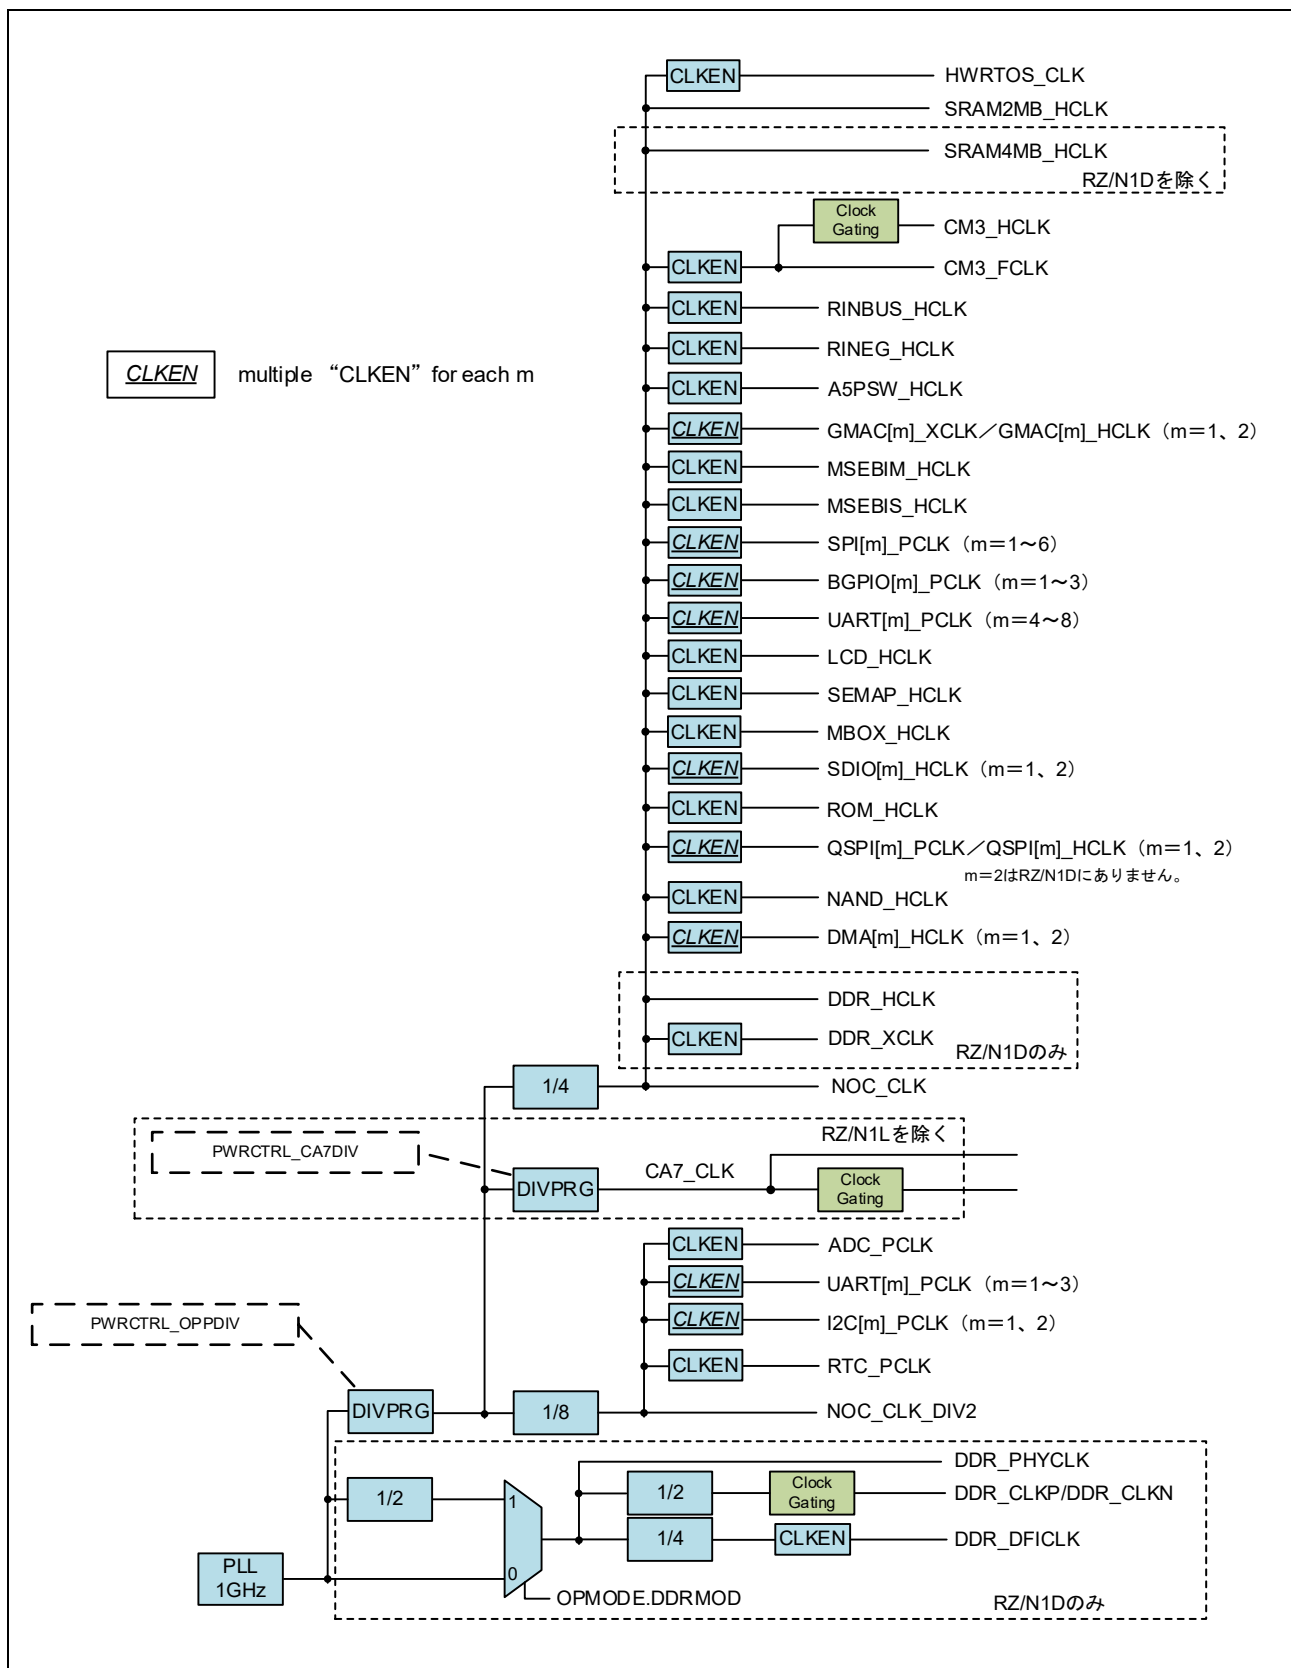 CLKEN HWRTOS_CLK
SRAM2MB_HCLK
SRAM4MB_HCLK
RZ/N1Dを除く
Clock
Gating
CM3_HCLK
CLKEN CM3_FCLK
CLKEN RINBUS_HCLK
CLKEN RINEG_HCLK
CLKEN multiple “CLKEN” for each m
CLKEN A5PSW_HCLK
CLKEN GMAC[m]_XCLK／GMAC[m]_HCLK（m＝1、2）
CLKEN MSEBIM_HCLK
CLKEN MSEBIS_HCLK
CLKEN SPI[m]_PCLK（m＝1～6）
CLKEN BGPIO[m]_PCLK（m＝1～3）
CLKEN UART[m]_PCLK（m＝4～8）
CLKEN LCD_HCLK
CLKEN SEMAP_HCLK
CLKEN MBOX_HCLK
CLKEN SDIO[m]_HCLK（m＝1、2）
CLKEN ROM_HCLK
CLKEN QSPI[m]_PCLK／QSPI[m]_HCLK（m＝1、2）
m＝2はRZ/N1Dにありません。
CLKEN NAND_HCLK
CLKEN DMA[m]_HCLK（m＝1、2）
DDR_HCLK
CLKEN DDR_XCLK
RZ/N1Dのみ
1/4 NOC_CLK
RZ/N1Lを除く
PWRCTRL_CA7DIV
DIVPRG CA7_CLK
Clock
Gating
CLKEN ADC_PCLK
CLKEN UART[m]_PCLK（m＝1～3）
CLKEN I2C[m]_PCLK（m＝1、2）
PWRCTRL_OPPDIV
CLKEN RTC_PCLK
DIVPRG 1/8 NOC_CLK_DIV2
DDR_PHYCLK
1/2 1 1/2
Clock
Gating
DDR_CLKP/DDR_CLKN
1/4 CLKEN DDR_DFICLK
PLL
1GHz
0
OPMODE.DDRMOD
RZ/N1Dのみ